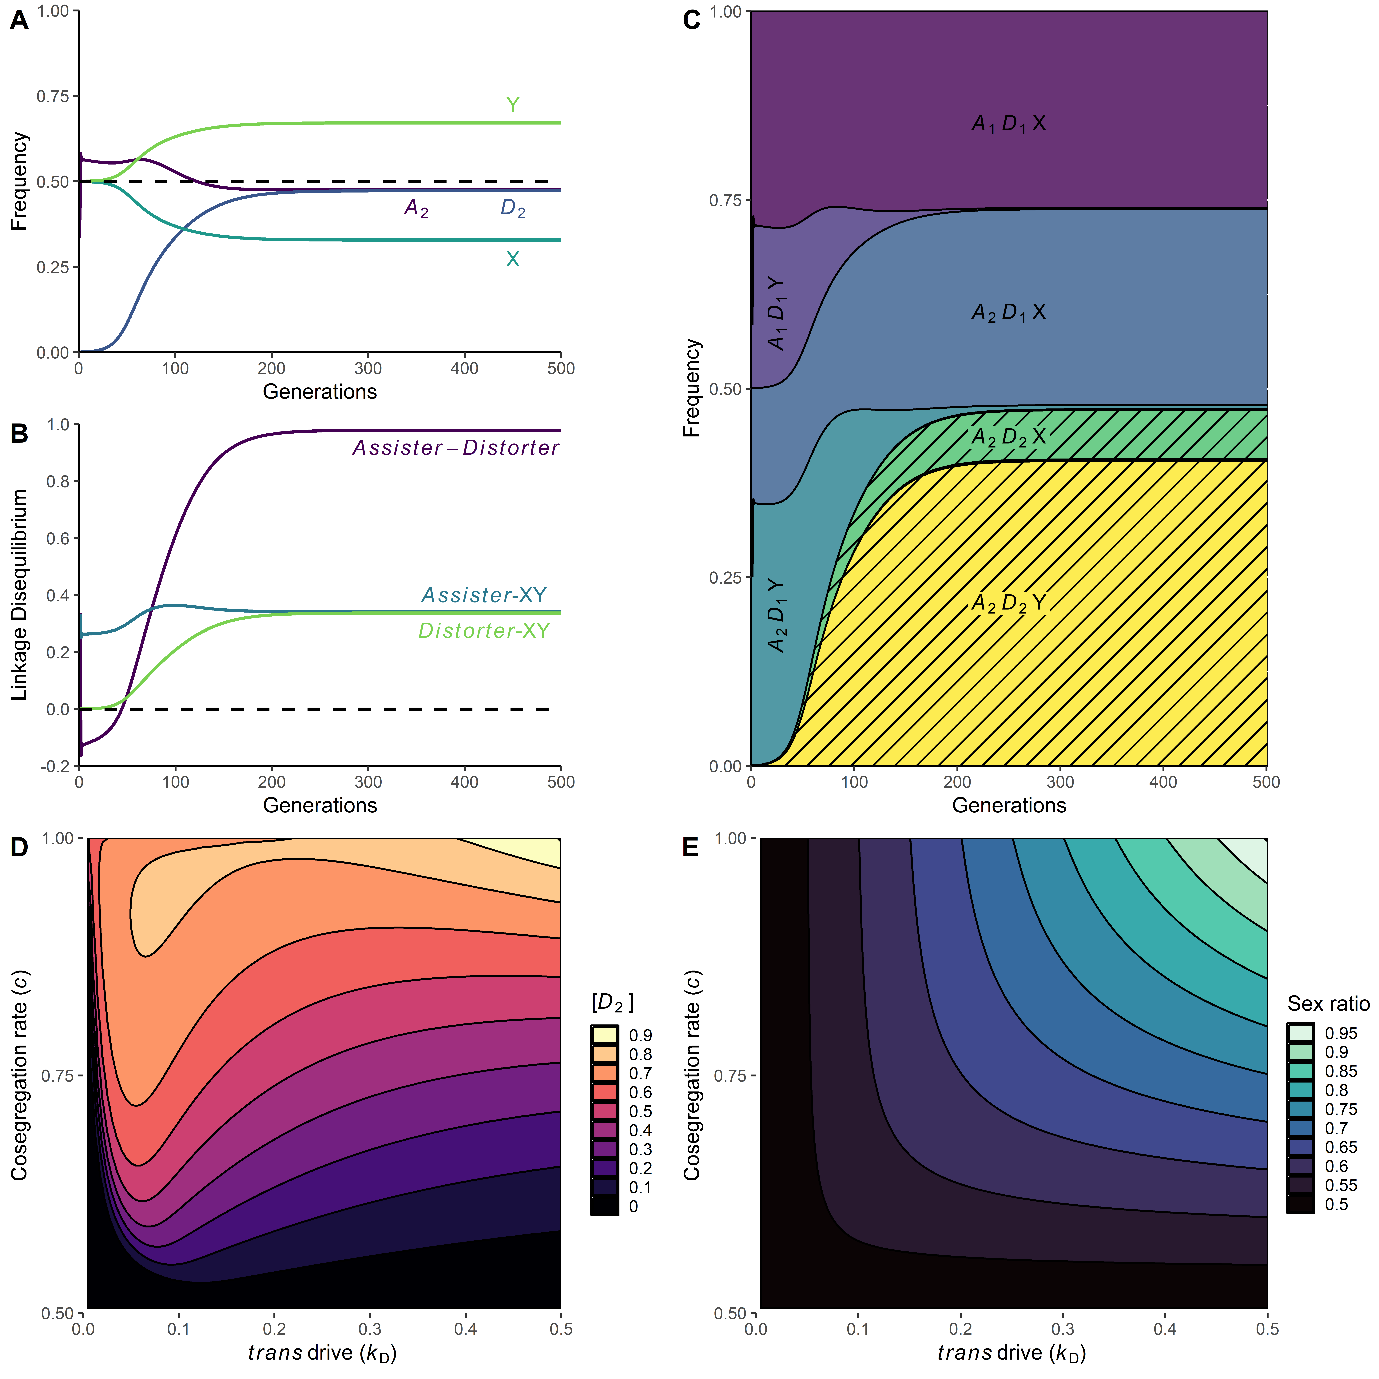 A
1.00
0.75
0.50
0.25
0.00
Frequency
Y
A2
D2
X
0
100
200
300
400
500
Generations
B
1.0
0.8
0.6
0.4
0.2
0.0
-0.2
Linkage Disequilibrium
Assister – Distorter
Assister-XY
Distorter-XY
0
100
200
300
400
500
Generations
C
1.00
0.75
0.50
0.25
0.00
Frequency
A1 D1 X
A1 D1 Y
A2 D1 X
A2 D2 X
A2 D1 Y
A2 D2 Y
0
100
200
300
400
500
Generations
D
1.00
0.75
0.50
Cosegregation rate (c)
0.0
0.1
0.2
0.3
0.4
0.5
trans drive (kD)
[D2]
0.9
0.8
0.7
0.6
0.5
0.4
0.3
0.2
0.1
0
E
1.00
0.75
0.50
Cosegregation rate (c)
0.0
0.1
0.2
0.3
0.4
0.5
trans drive (kD)
Sex ratio
0.95
0.9
0.85
0.8
0.75
0.7
0.65
0.6
0.55
0.5